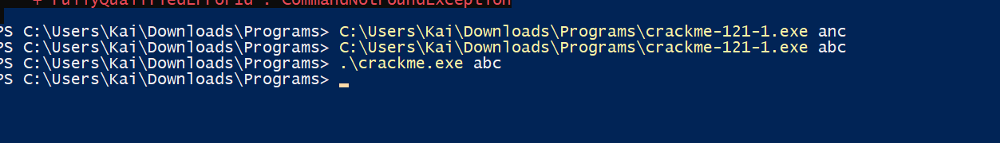 + FullyQualifiedErrorId : CommandNotFoundException
PS C:\Users\Kai\Downloads\Programs> C:\Users\Kai\Downloads\Programs\crackme-121-1.exe anc
PS C:\Users\Kai\Downloads\Programs> C:\Users\Kai\Downloads\Programs\crackme-121-1.exe abc
PS C:\Users\Kai\Downloads\Programs> .\crackme.exe abc
PS C:\Users\Kai\Downloads\Programs>